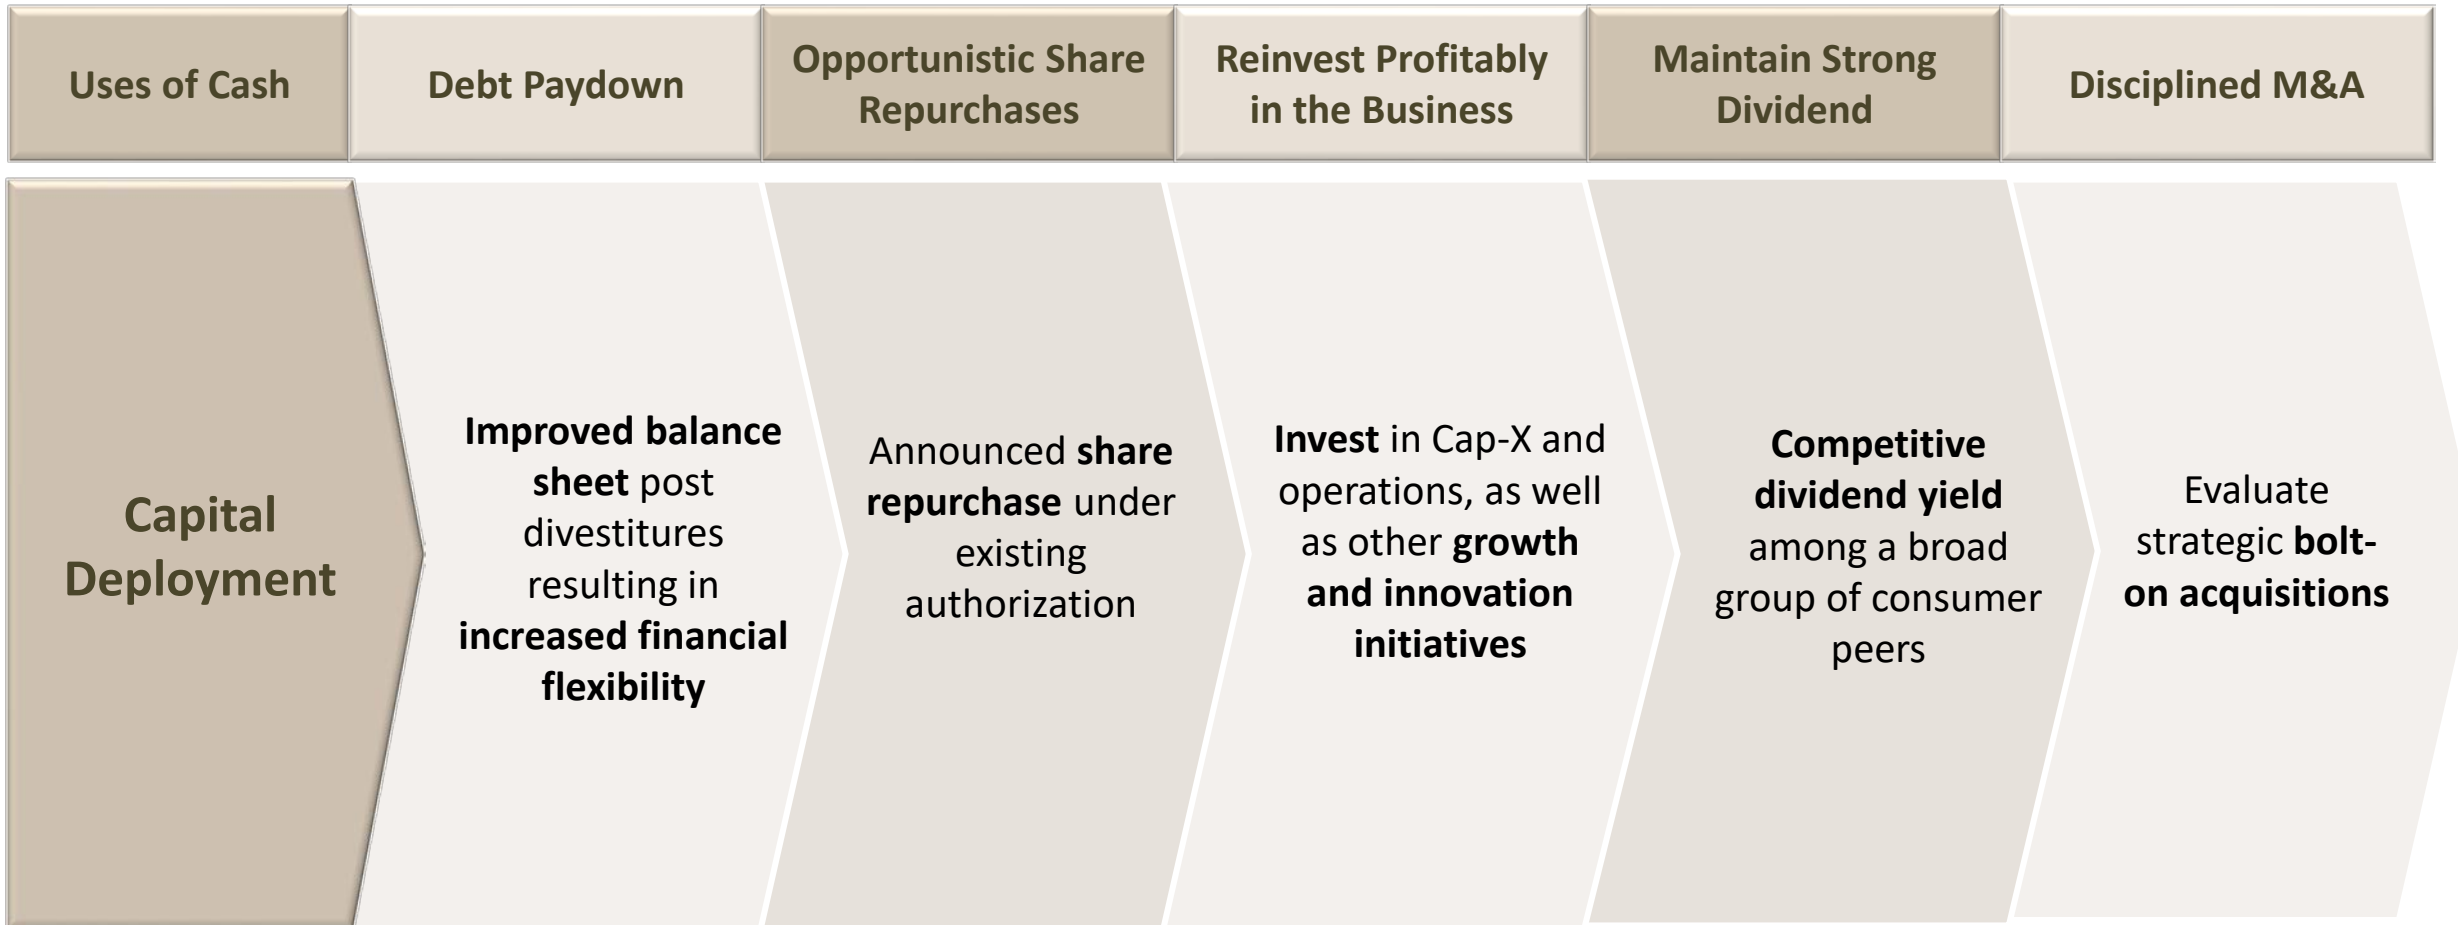 Uses of Cash
Debt Paydown
Opportunistic Share
Repurchases
Reinvest Profitably
in the Business
Maintain Strong
Dividend
Disciplined M&A
Capital
Deployment
Improved balance
sheet post
divestitures
resulting in
increased financial
flexibility
Announced share
repurchase under
existing
authorization
Invest in Cap-X and
operations, as well
as other growth
and innovation
initiatives
Competitive
dividend yield
among a broad
group of consumer
peers
Evaluate
strategic bolt-
on acquisitions